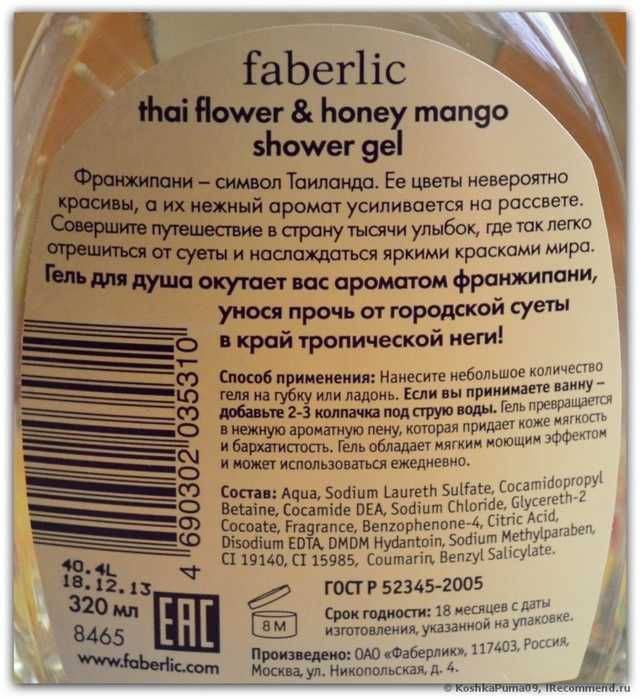 faberlic
thai flower & honey mango
shower gel
Франжипани – символ Таиланда. Ее цветы невероятно
красивы, а их нежный аромат усиливается на рассвете.
Совершите путешествие в страну тысячи улыбок, где так легко
отрешиться от суеты и наслаждаться яркими красками мира.
Гель для душа окутает вас ароматом франжипани,
унося прочь от городской суеты
в край тропической неги!
Способ применения: Нанесите небольшое количество
геля на губку или ладонь. Если вы принимаете ванну –
добавьте 2-3 колпачка под струю воды. Гель превращается
в нежную ароматную пену, которая придает коже мягкость
и бархатистость. Гель обладает мягким моющим эффектом
и может использоваться ежедневно.
Состав: Aqua, Sodium Laureth Sulfate, Cocamidopropyl
Betaine, Cocamide DEA, Sodium Chloride, Glycereth-2
Cocoate, Fragrance, Benzophenone-4, Citric Acid,
Disodium EDTA, DMDM Hydantoin, Sodium Methylparaben,
CI 19140, CI 15985, Coumarin, Benzyl Salicylate.
4 690302 035310
40.4L
18.12.13
320 мл
8465
EAC
www.faberlic.com
8 М
ГОСТ Р 52345-2005
Срок годности: 18 месяцев с даты
изготовления, указанной на упаковке.
Произведено: ОАО «Фаберлик», 117403, Россия,
Москва, ул. Никопольская, д. 4.
© KoshkaPuma09, IRecommend.ru